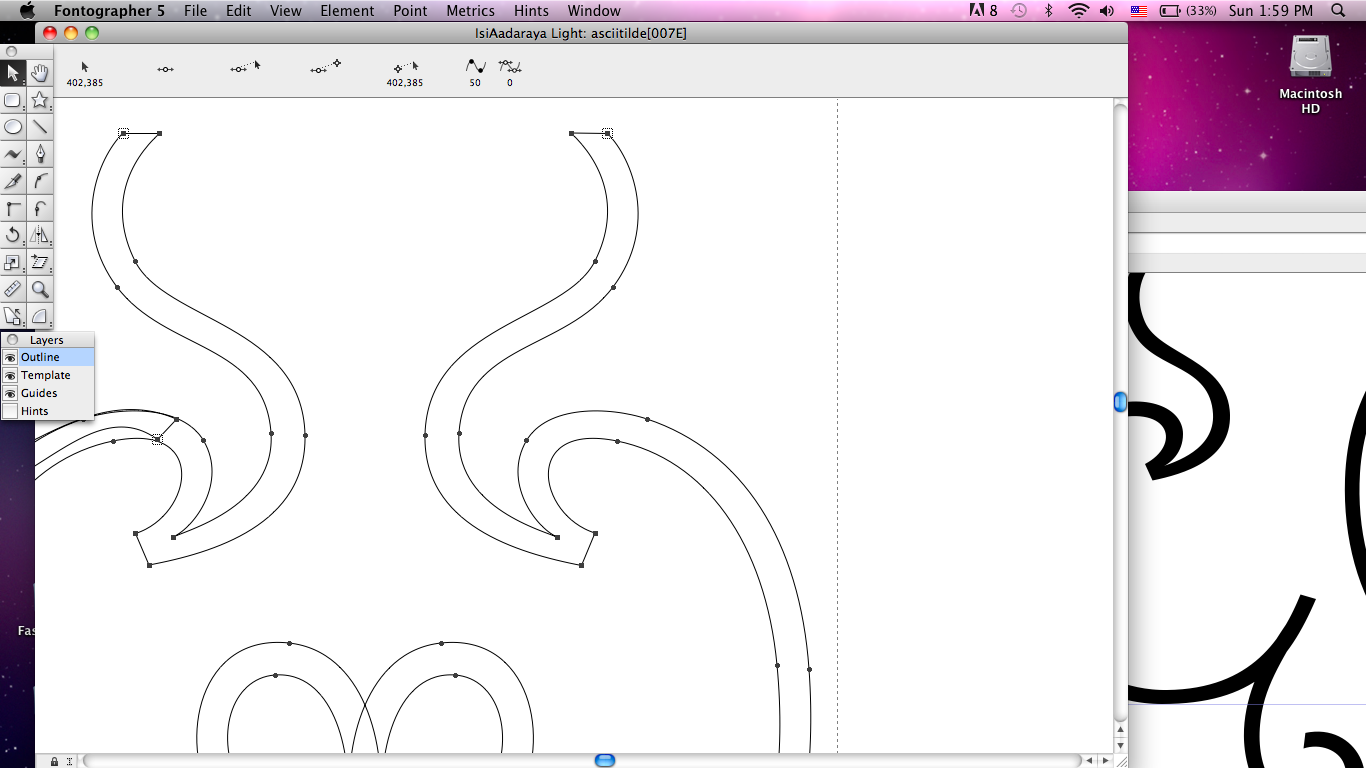 Fontographer 5 File Edit View Element Point Metrics Hints Window 8 (33%) Sun 1:59 PM
IsiAadaraya Light: asciitilde[007E]
402,385 402,385 50 0
Macintosh HD
Layers
Outline
Template
Guides
Hints
Fas